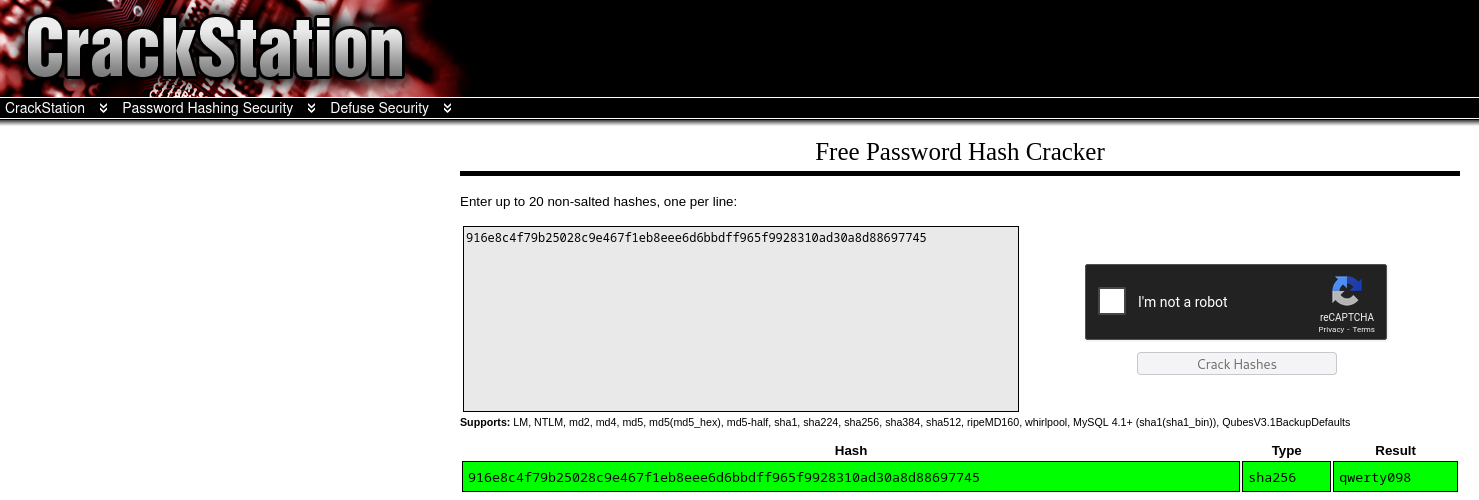 CrackStation
CrackStation Password Hashing Security Defuse Security
Free Password Hash Cracker
Enter up to 20 non-salted hashes, one per line:
916e8c4f79b25028c9e467f1eb8eee6d6bbdff965f9928310ad30a8d88697745
I'm not a robot
reCAPTCHA
Privacy - Terms
Crack Hashes
Supports: LM, NTLM, md2, md4, md5, md5(md5_hex), md5-half, sha1, sha224, sha256, sha384, sha512, ripeMD160, whirlpool, MySQL 4.1+ (sha1(sha1_bin)), QubesV3.1BackupDefaults
Hash Type Result
916e8c4f79b25028c9e467f1eb8eee6d6bbdff965f9928310ad30a8d88697745 sha256 qwerty098